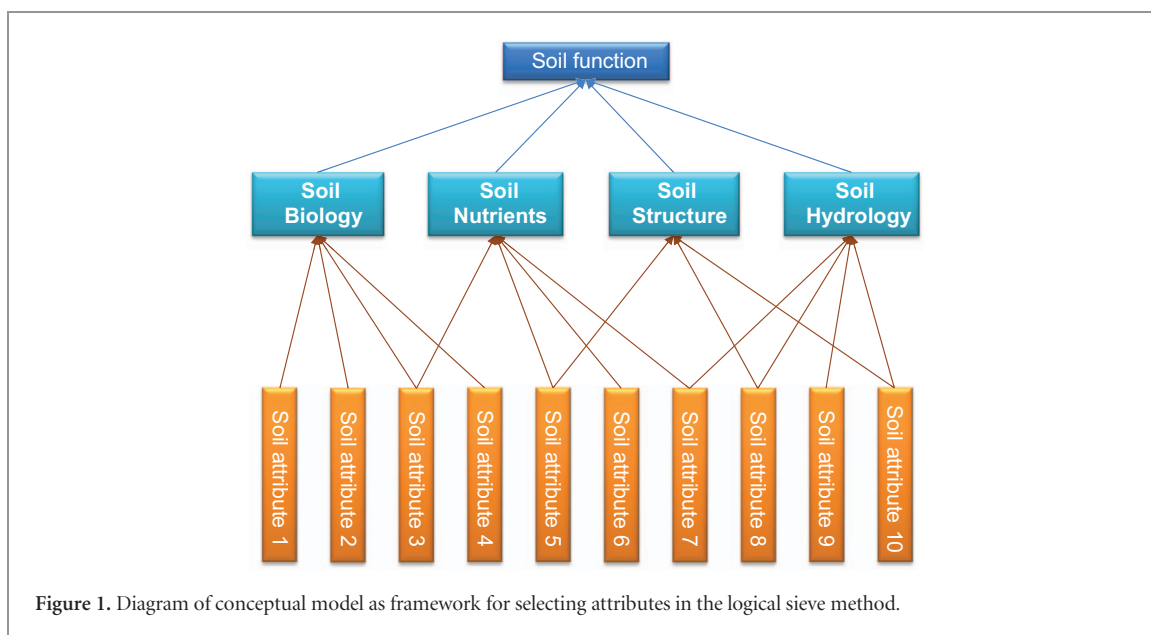 Soil function
Soil
Biology
Soil
Nutrients
Soil
Structure
Soil
Hydrology
Soil attribute 1
Soil attribute 2
Soil attribute 3
Soil attribute 4
Soil attribute 5
Soil attribute 6
Soil attribute 7
Soil attribute 8
Soil attribute 9
Soil attribute 10
Figure 1. Diagram of conceptual model as framework for selecting attributes in the logical sieve method.